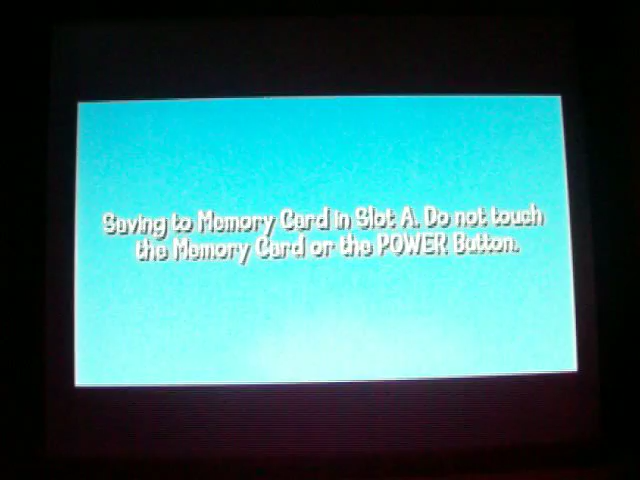 Saving to Memory Card in Slot A. Do not touch
the Memory Card or the POWER Button.